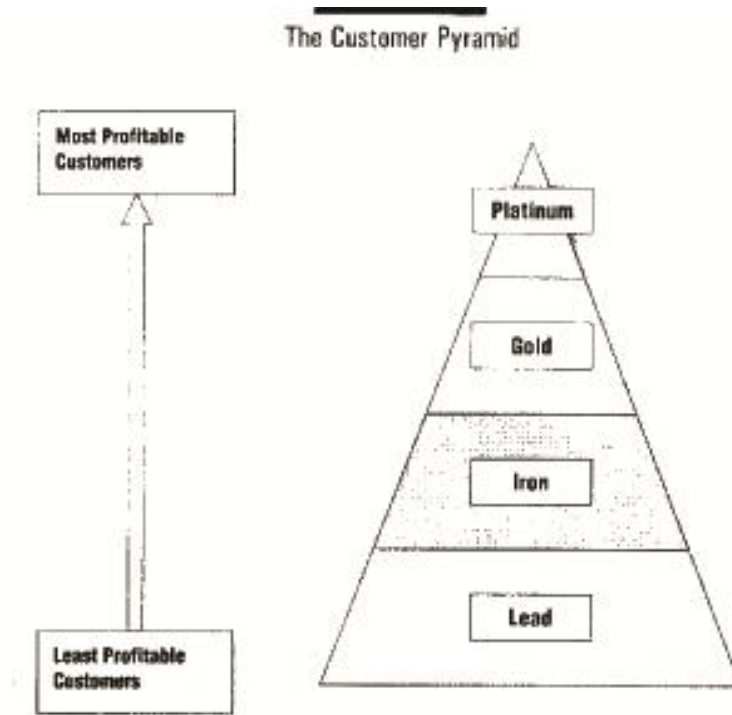 The Customer Pyramid
Most Profitable
Customers
Platinum
Gold
Iron
Lead
Least Profitable
Customers